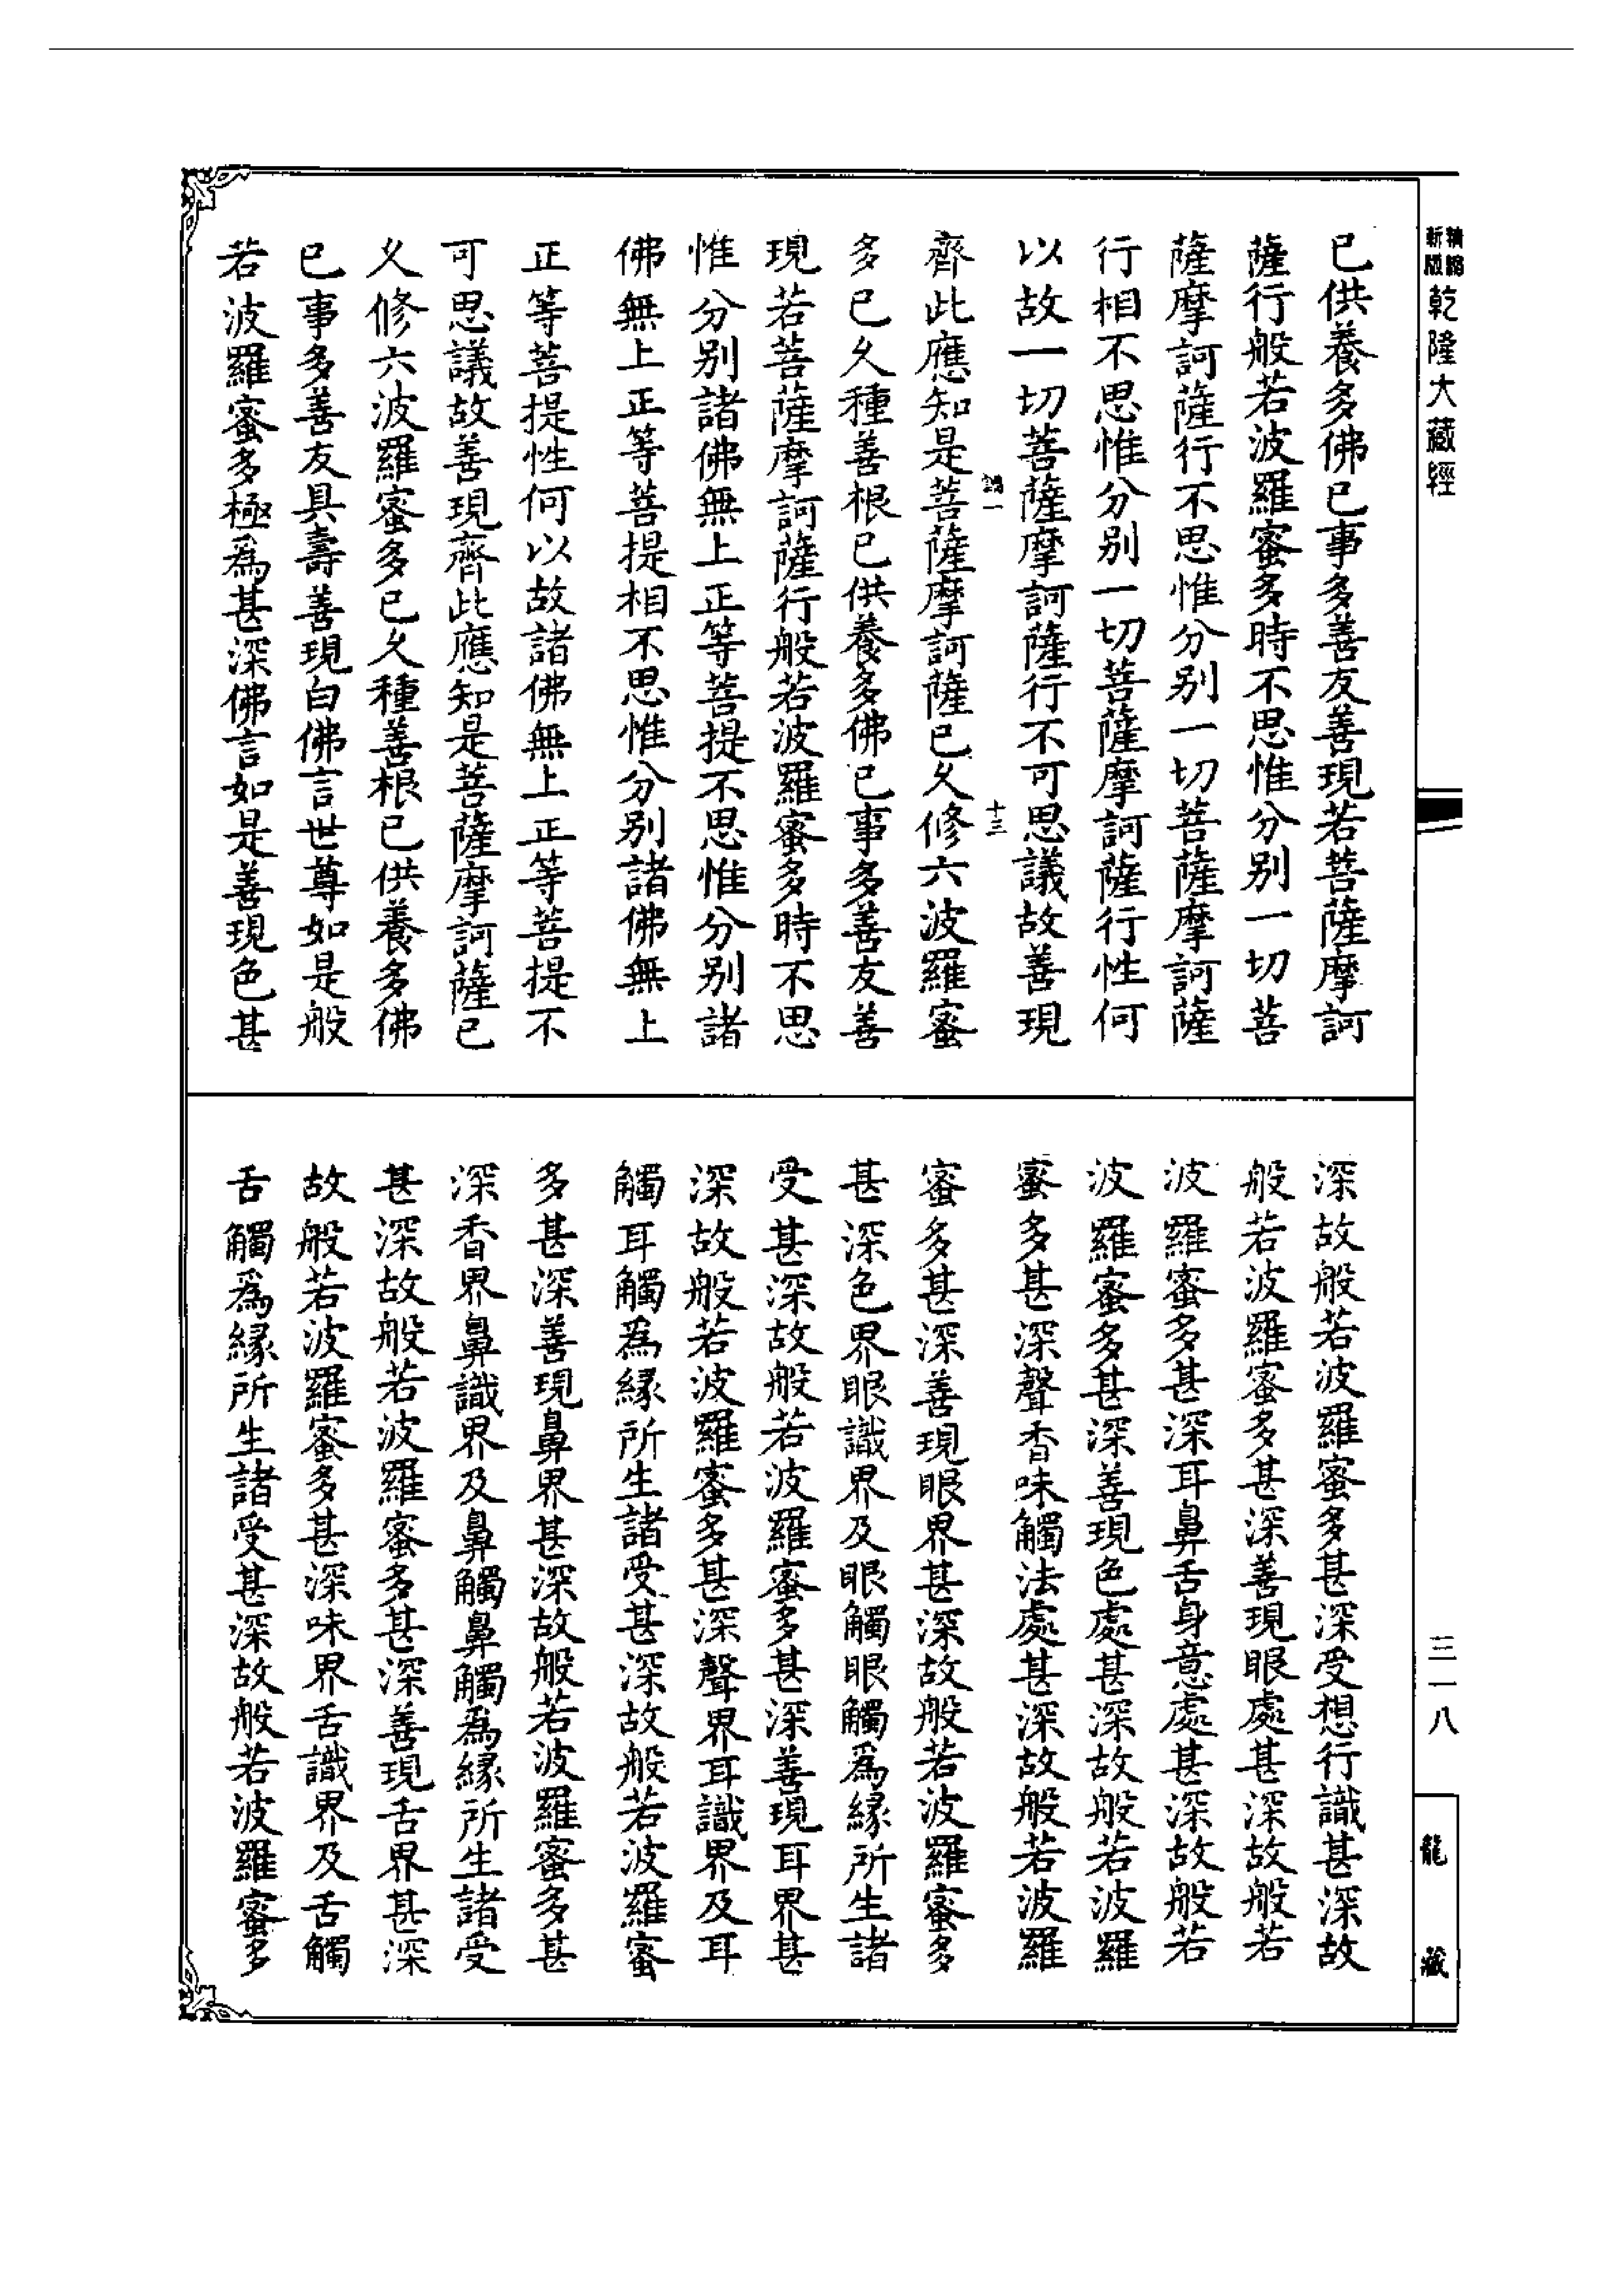 精縮
新版
乾隆大藏經
三一八
龍藏
已供養多佛已事多善友善現若菩薩摩訶
薩行般若波羅蜜多時不思惟分別一切菩
薩摩訶薩行不思惟分別一切菩薩摩訶薩
行相不思惟分別一切菩薩摩訶薩行性何
以故一切菩薩摩訶薩行不可思議故善現
十三
齊此應知是菩薩摩訶薩已久修六波羅蜜
多已久種善根已供養多佛已事多善友善
現若菩薩摩訶薩行般若波羅蜜多時不思
惟分別諸佛無上正等菩提不思惟分別諸
佛無上正等菩提相不思惟分別諸佛無上
正等菩提性何以故諸佛無上正等菩提不
可思議故善現齊此應知是菩薩摩訶薩已
久修六波羅蜜多已久種善根已供養多佛
已事多善友具壽善現白佛言世尊如是般
若波羅蜜多極為甚深佛言如是善現色甚
深故般若波羅蜜多甚深受想行識甚深故
般若波羅蜜多甚深善現眼處甚深故般若
波羅蜜多甚深耳鼻舌身意處甚深故般若
波羅蜜多甚深善現色處甚深故般若波羅
蜜多甚深聲香味觸法處甚深故般若波羅
蜜多甚深善現眼界甚深故般若波羅蜜多
甚深色界眼識界及眼觸眼觸為緣所生諸
受甚深故般若波羅蜜多甚深善現耳界甚
深故般若波羅蜜多甚深聲界耳識界及耳
觸耳觸為緣所生諸受甚深故般若波羅蜜
多甚深善現鼻界甚深故般若波羅蜜多甚
深香界鼻識界及鼻觸鼻觸為緣所生諸受
甚深故般若波羅蜜多甚深善現舌界甚深
故般若波羅蜜多甚深味界舌識界及舌觸
舌觸為緣所生諸受甚深故般若波羅蜜多